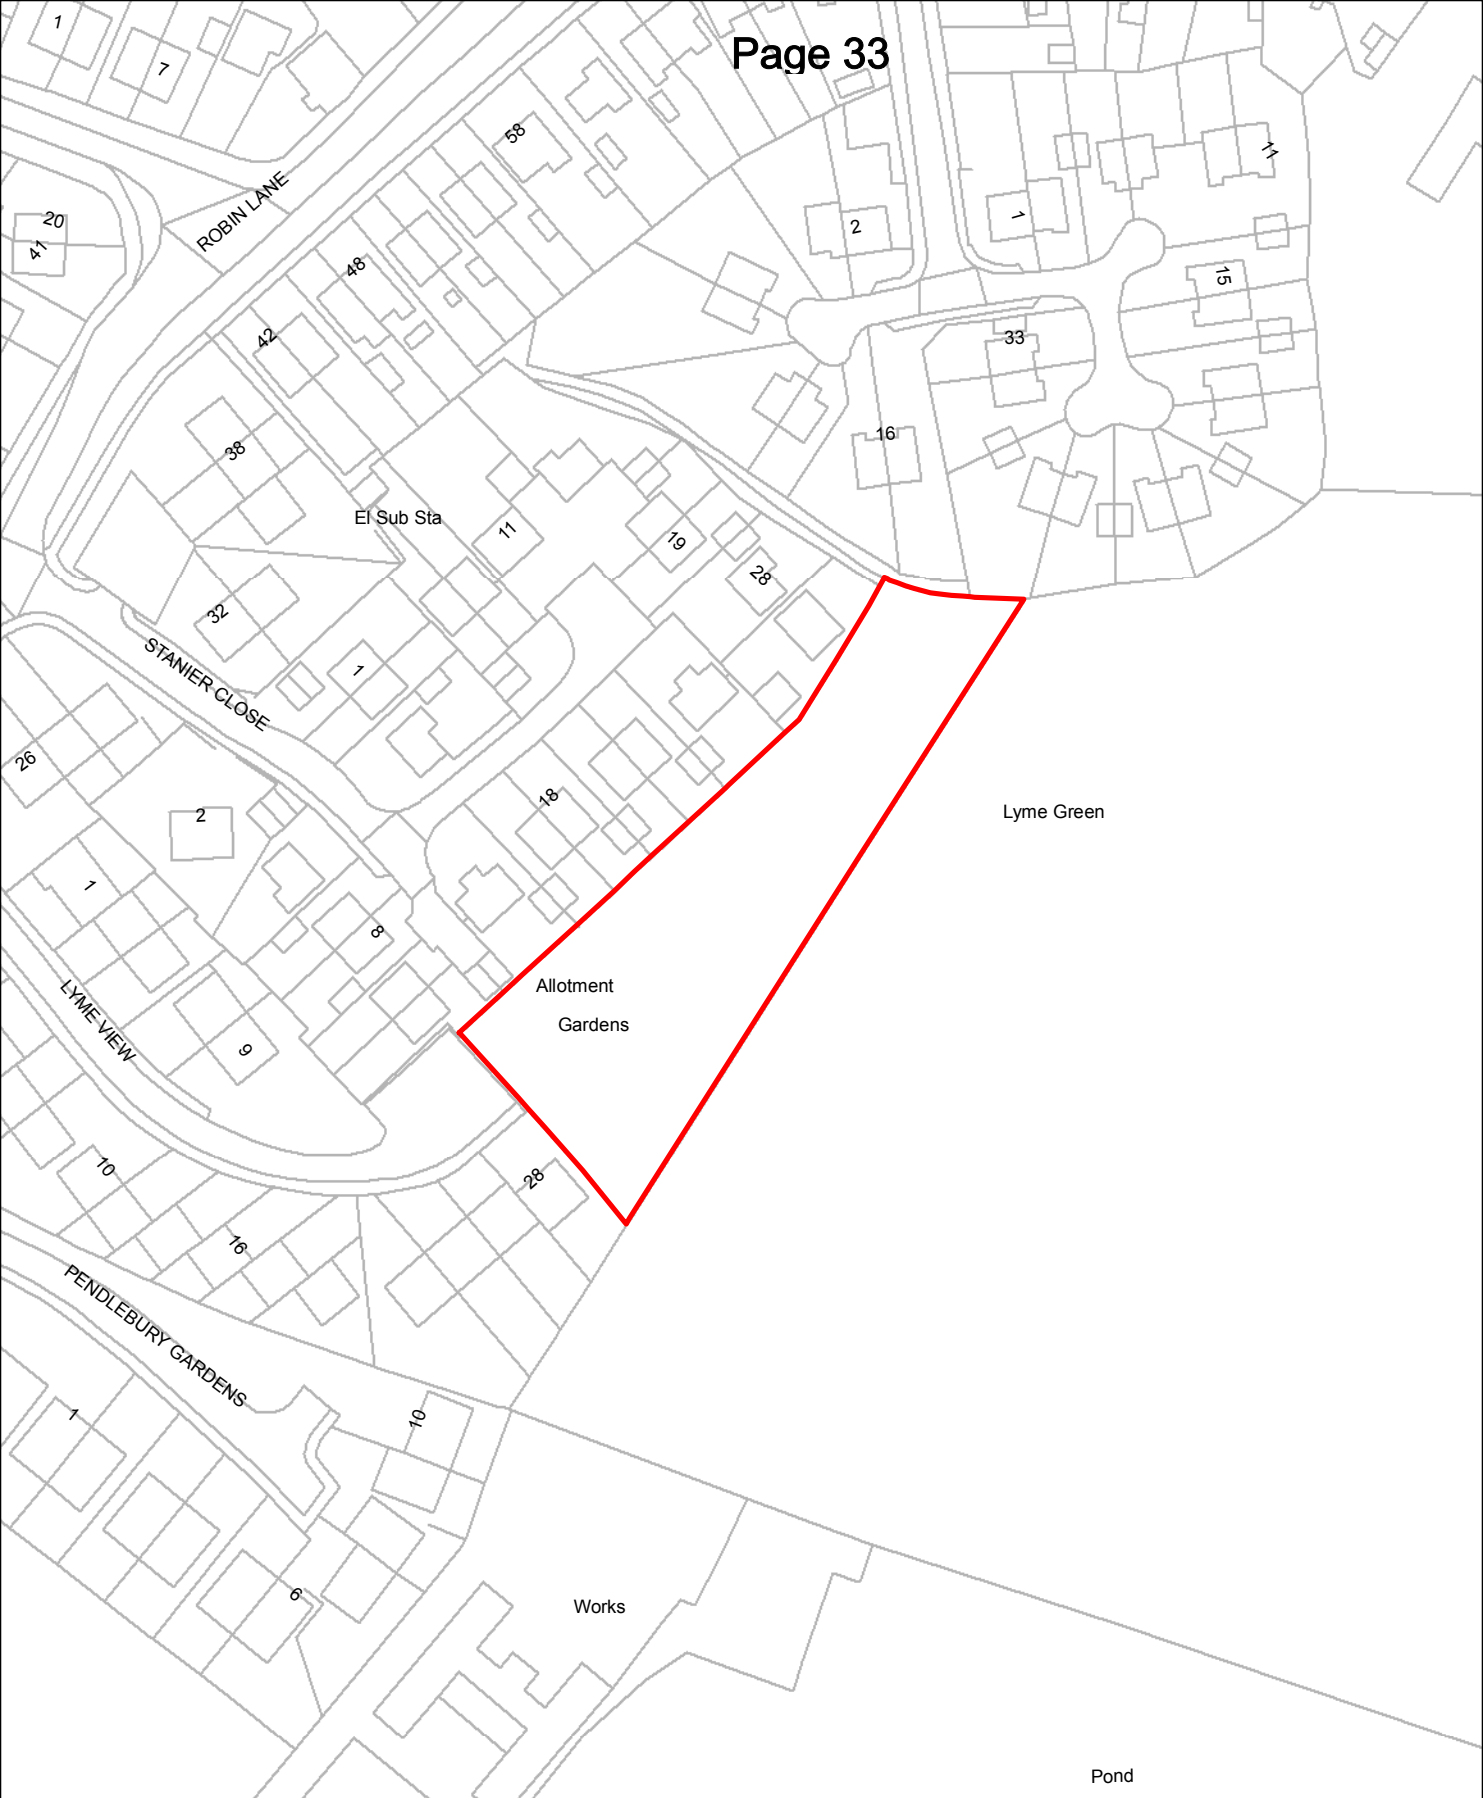 Page 33
1
7
58
11
20
41
ROBIN LANE
2
1
48
15
42
33
38
16
El Sub Sta
11
19
28
32
1
STANIER CLOSE
26
18
2
Lyme Green
1
8
Allotment
LYME VIEW
Gardens
9
10
28
16
PENDLEBURY GARDENS
1
10
6
Works
Pond